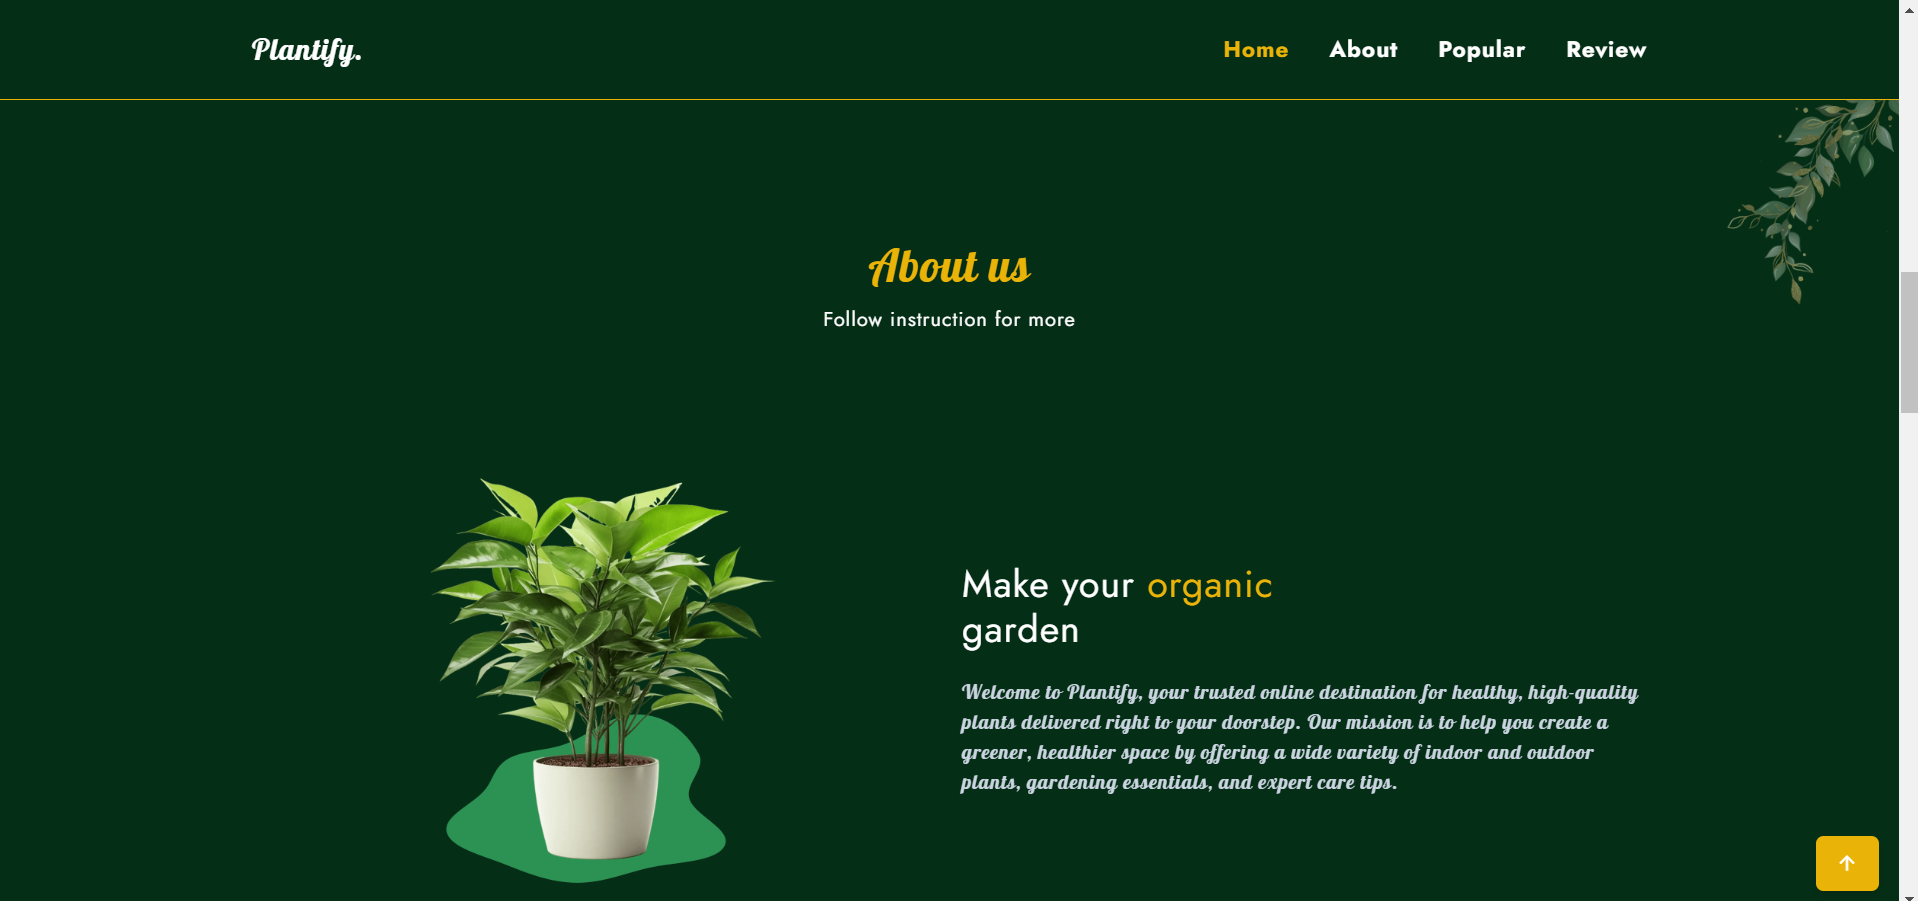 Plantify.
Home About Popular Review
About us
Follow instruction for more
Make your organic
garden
Welcome to Plantify, your trusted online destination for healthy, high-quality
plants delivered right to your doorstep. Our mission is to help you create a
greener, healthier space by offering a wide variety of indoor and outdoor
plants, gardening essentials, and expert care tips.